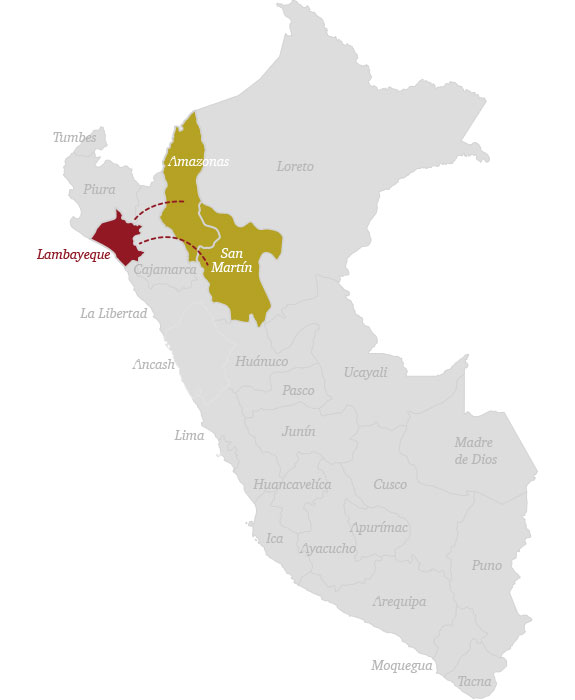 Tumbes
Amazonas
Loreto
Piura
Lambayeque
San
Martín
Cajamarca
La Libertad
Ancash
Huánuco
Ucayali
Pasco
Lima
Junín
Madre
de Dios
Huancavelíca
Cusco
Apurímac
Ica
Ayacucho
Puno
Arequipa
Moquegua
Tacna